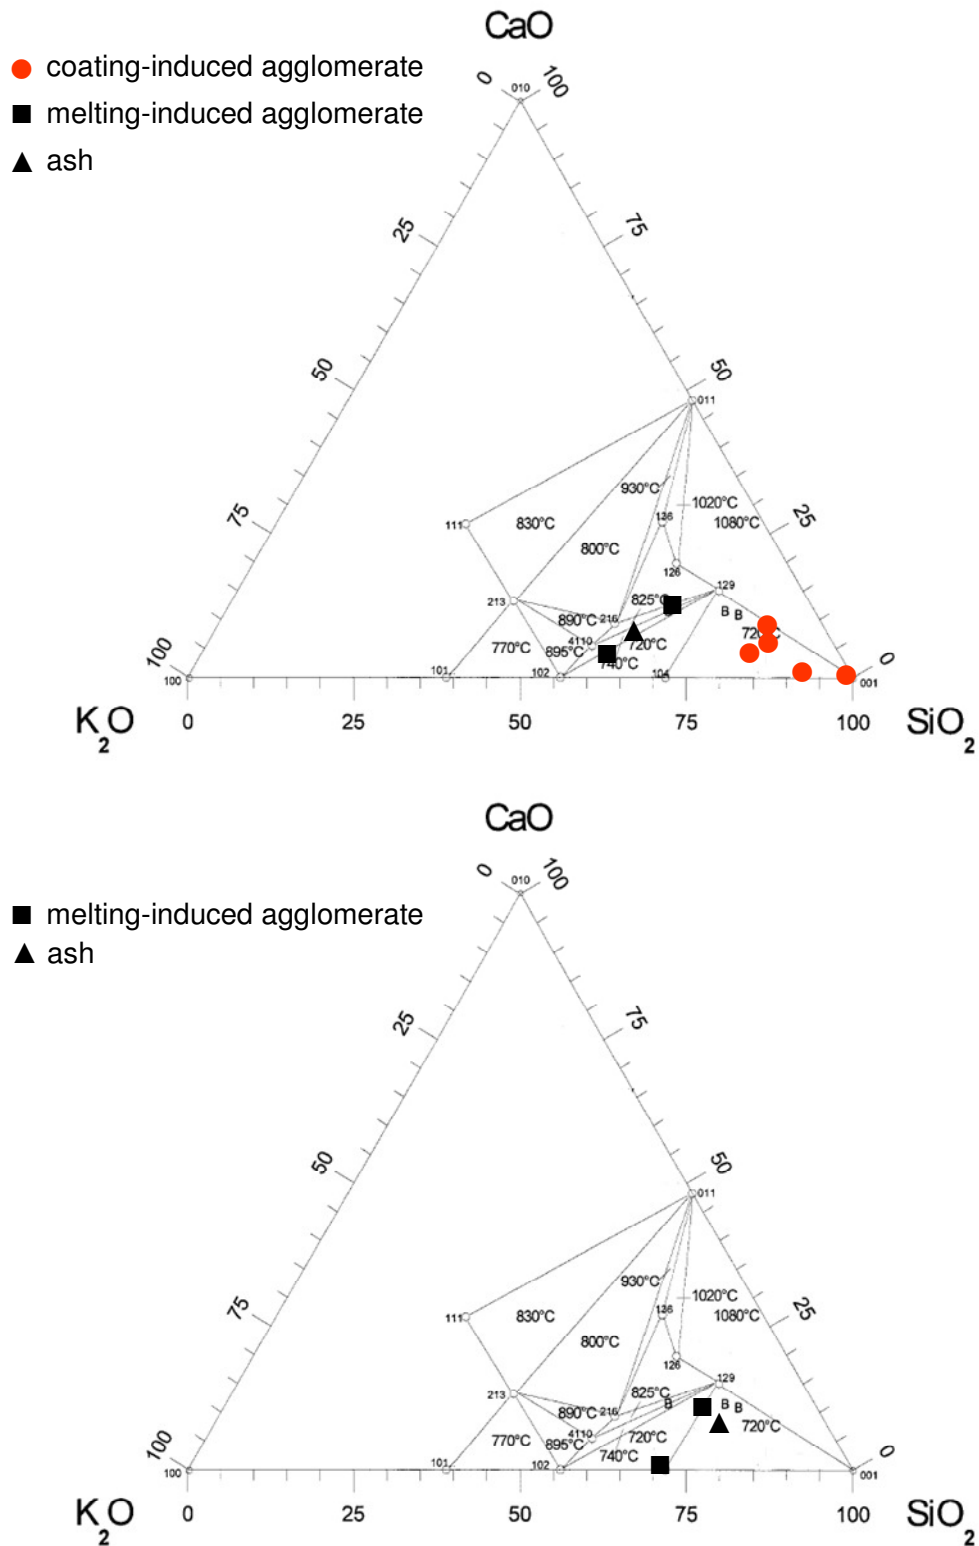 CaO
coating-induced agglomerate
melting-induced agglomerate
ash
0 010 100
25 75
50 50
011
930°C
1020°C
111 830°C 136 1080°C
75 25
800°C
126
129
213 825°C B B
890°C 216
4110 720°C 720°C
770°C 895°C
740°C
100 0
100 101 102 104 001
K2O 0 25 50 75 100 SiO2
CaO
0 010 100
melting-induced agglomerate
ash
25 75
50 50
011
930°C
1020°C
111 830°C 136 1080°C
75 25
800°C
126
129
213 825°C B B B
890°C 216
4110 720°C 720°C
770°C 895°C
740°C
100 0
100 101 102 001
K2O 0 25 50 75 100 SiO2